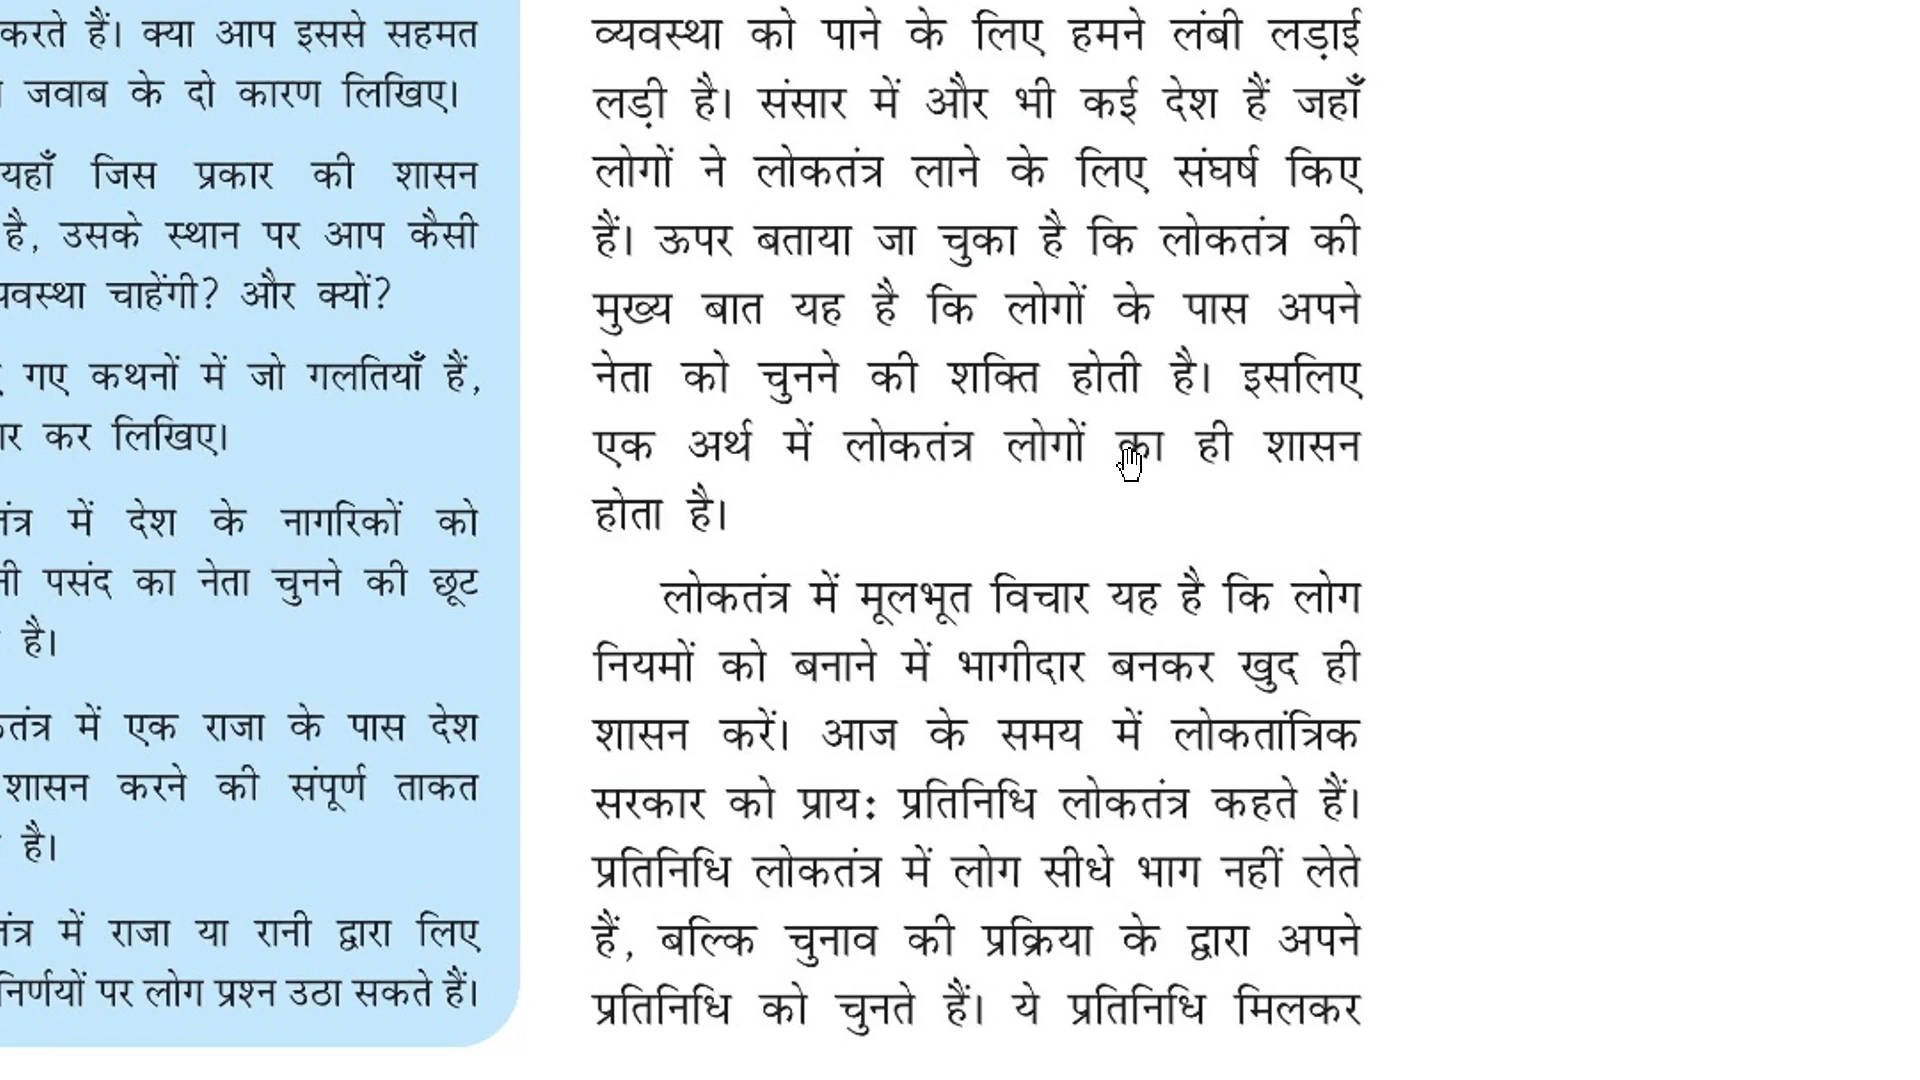 करते हैं। क्या आप इससे सहमत
जवाब के दो कारण लिखिए।
यहाँ जिस प्रकार की शासन
है, उसके स्थान पर आप कैसी
चाहेंगी? और क्यों?
गए कथनों में जो गलतियाँ हैं,
कर लिखिए।
में देश के नागरिकों को
पसंद का नेता चुनने की छूट
है।
में एक राजा के पास देश
शासन करने की संपूर्ण ताकत
है।
में राजा या रानी द्वारा लिए
निर्णयों पर लोग प्रश्न उठा सकते हैं।
व्यवस्था को पाने के लिए हमने लंबी लड़ाई
लड़ी है। संसार में और भी कई देश हैं जहाँ
लोगों ने लोकतंत्र लाने के लिए संघर्ष किए
हैं। ऊपर बताया जा चुका है कि लोकतंत्र की
मुख्य बात यह है कि लोगों के पास अपने
नेता को चुनने की शक्ति होती है। इसलिए
एक अर्थ में लोकतंत्र लोगों का ही शासन
होता है।
लोकतंत्र में मूलभूत विचार यह है कि लोग
नियमों को बनाने में भागीदार बनकर खुद ही
शासन करें। आज के समय में लोकतांत्रिक
सरकार को प्राय: प्रतिनिधि लोकतंत्र कहते हैं।
प्रतिनिधि लोकतंत्र में लोग सीधे भाग नहीं लेते
हैं, बल्कि चुनाव की प्रक्रिया के द्वारा अपने
प्रतिनिधि को चुनते हैं। ये प्रतिनिधि मिलकर